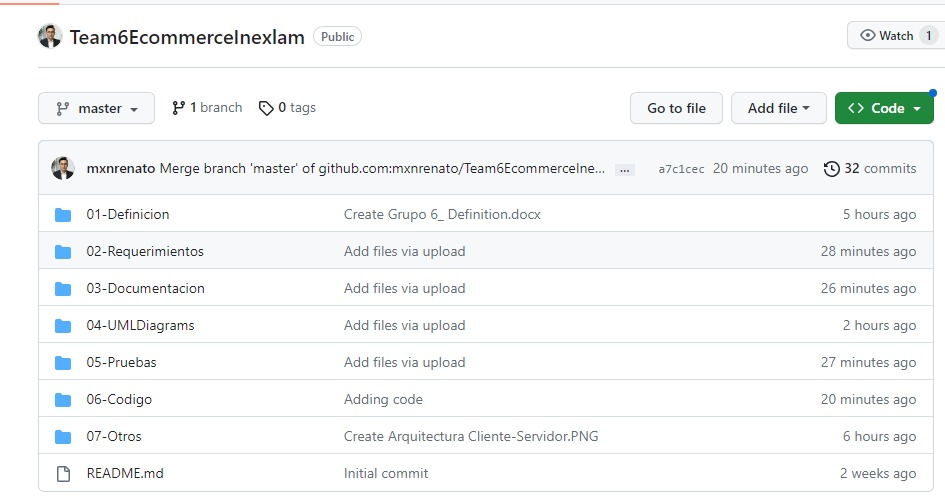 Team6EcommerceInexlam Public Watch 1
master 1 branch 0 tags Go to file Add file <> Code
mxnrenato Merge branch 'master' of github.com:mxnrenato/Team6EcommerceIne... ... a7c1cec 20 minutes ago 32 commits
01-Definicion Create Grupo 6_ Definition.docx 5 hours ago
02-Requerimientos Add files via upload 28 minutes ago
03-Documentacion Add files via upload 26 minutes ago
04-UMLDiagrams Add files via upload 2 hours ago
05-Pruebas Add files via upload 27 minutes ago
06-Codigo Adding code 20 minutes ago
07-Otros Create Arquitectura Cliente-Servidor.PNG 6 hours ago
README.md Initial commit 2 weeks ago